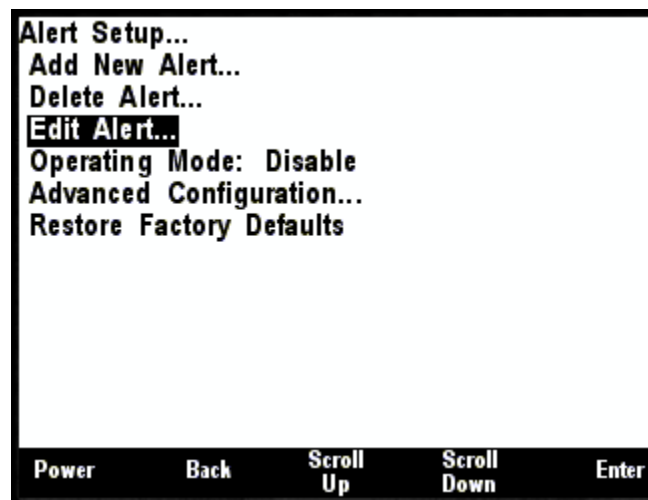 Alert Setup...
Add New Alert...
Delete Alert...
Edit Alert...
Operating Mode: Disable
Advanced Configuration...
Restore Factory Defaults
Power Back Scroll Up Scroll Down Enter